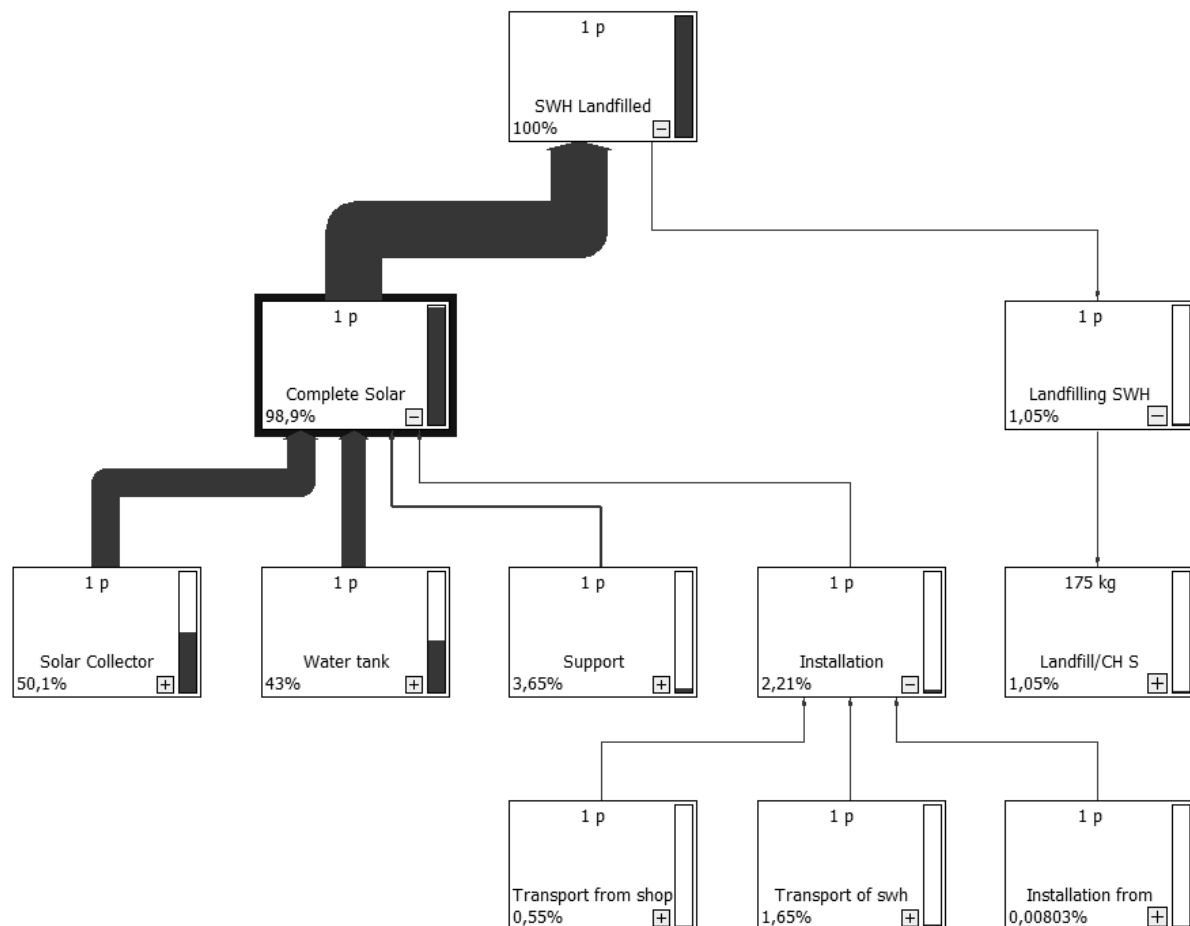 1 p
SWH Landfilled
100%
1 p
Complete Solar
98,9%
1 p
Landfilling SWH
1,05%
1 p
Solar Collector
50,1%
1 p
Water tank
43%
1 p
Support
3,65%
1 p
Installation
2,21%
175 kg
Landfill/CH S
1,05%
1 p
Transport from shop
0,55%
1 p
Transport of swh
1,65%
1 p
Installation from
0,00803%